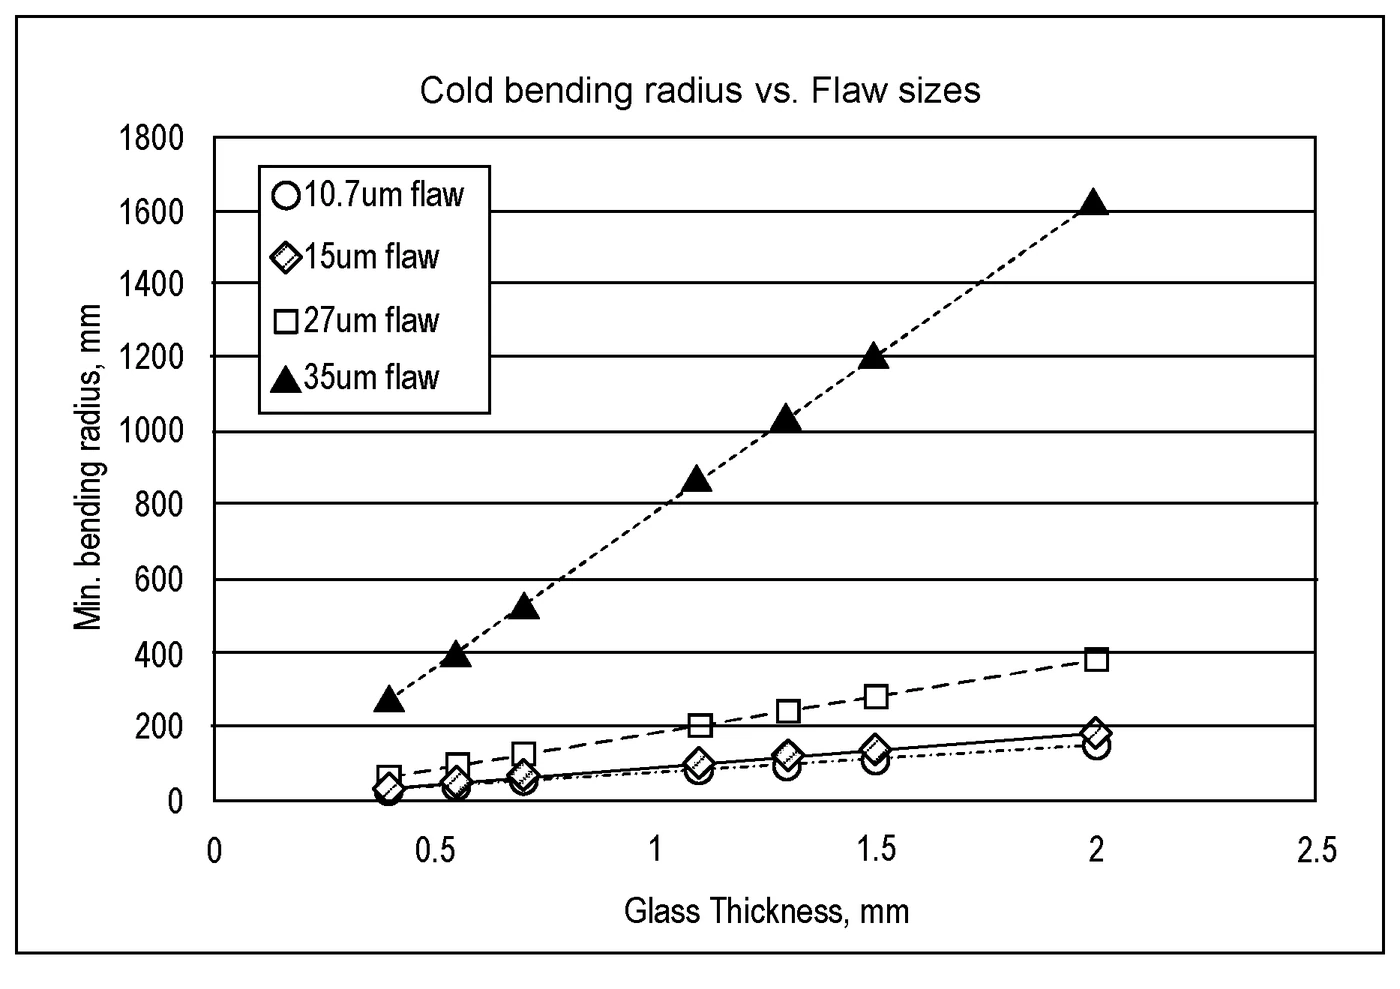 Cold bending radius vs. Flaw sizes
1800
1600
1400
1200
1000
800
600
400
200
0
Min. bending radius, mm
10.7um flaw
15um flaw
27um flaw
35um flaw
0 0.5 1 1.5 2 2.5
Glass Thickness, mm